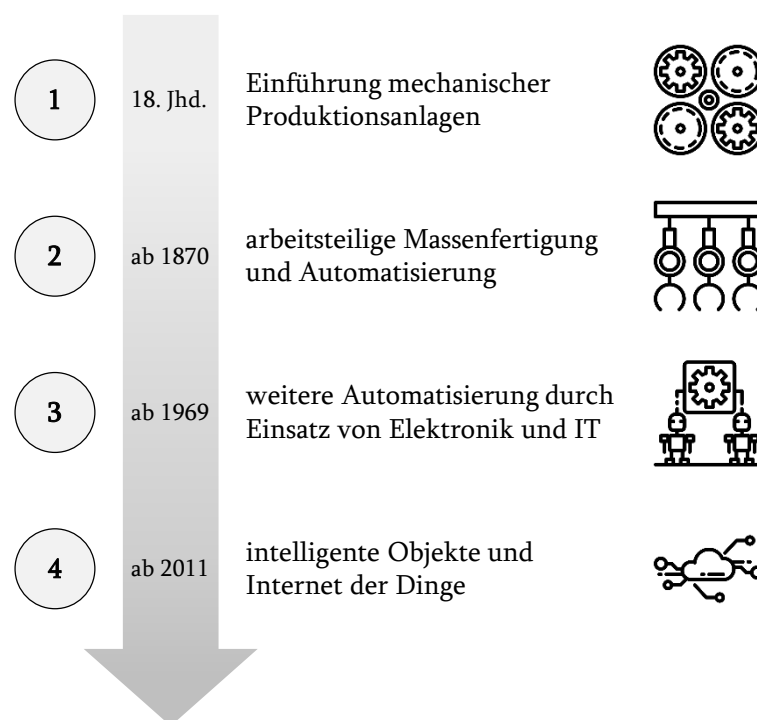 1
18. Jhd.
Einführung mechanischer
Produktionsanlagen
2
ab 1870
arbeitsteilige Massenfertigung
und Automatisierung
3
ab 1969
weitere Automatisierung durch
Einsatz von Elektronik und IT
4
ab 2011
intelligente Objekte und
Internet der Dinge